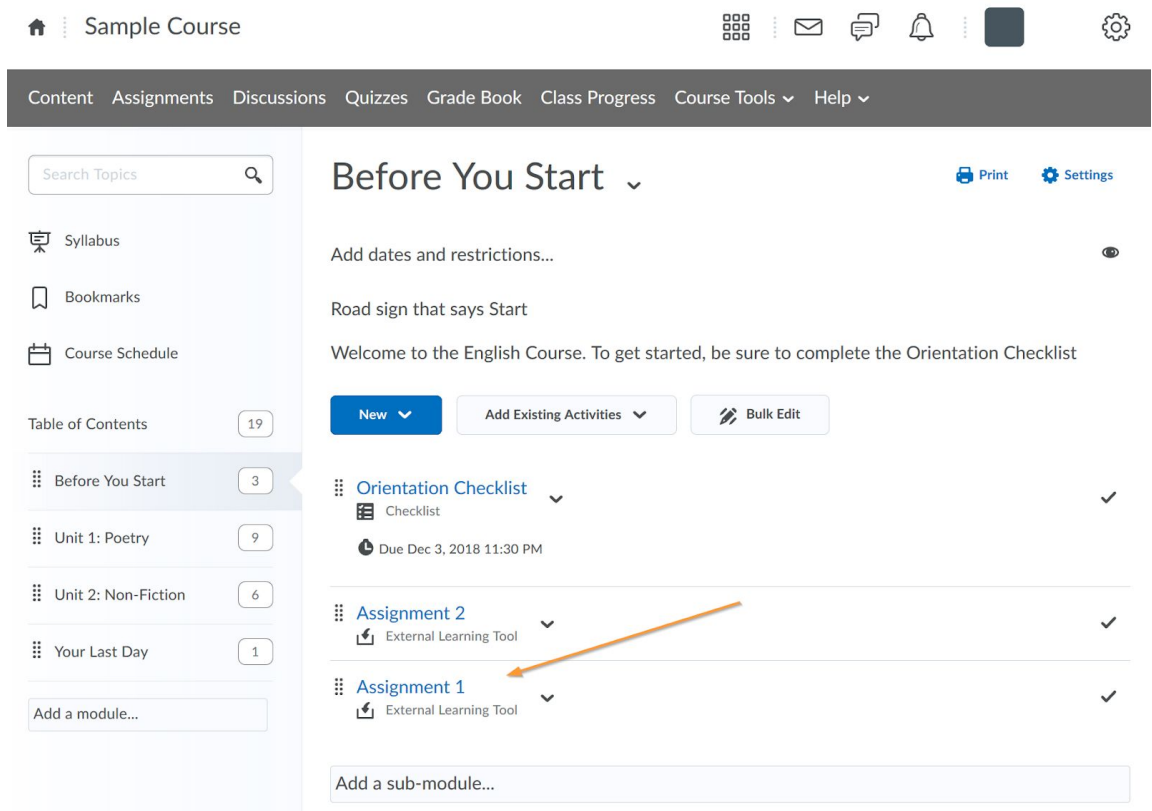 Sample Course
Content Assignments Discussions Quizzes Grade Book Class Progress Course Tools Help
Search Topics
Syllabus
Bookmarks
Course Schedule
Table of Contents 19
Before You Start 3
Unit 1: Poetry 9
Unit 2: Non-Fiction 6
Your Last Day 1
Add a module...
Before You Start
Print Settings
Add dates and restrictions...
Road sign that says Start
Welcome to the English Course. To get started, be sure to complete the Orientation Checklist
New Add Existing Activities Bulk Edit
Orientation Checklist
Checklist
Due Dec 3, 2018 11:30 PM
Assignment 2
External Learning Tool
Assignment 1
External Learning Tool
Add a sub-module...